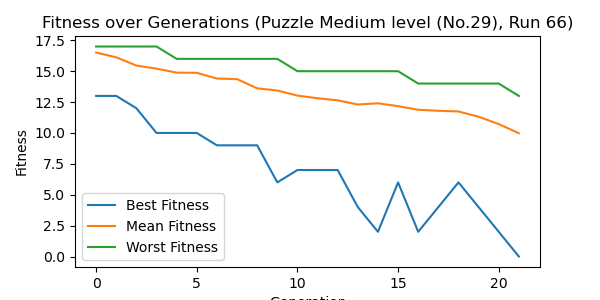 Fitness over Generations (Puzzle Medium level (No.29), Run 66)
17.5
15.0
12.5
10.0
7.5
5.0
2.5
0.0
Fitness
Best Fitness
Mean Fitness
Worst Fitness
0 5 10 15 20
Generation